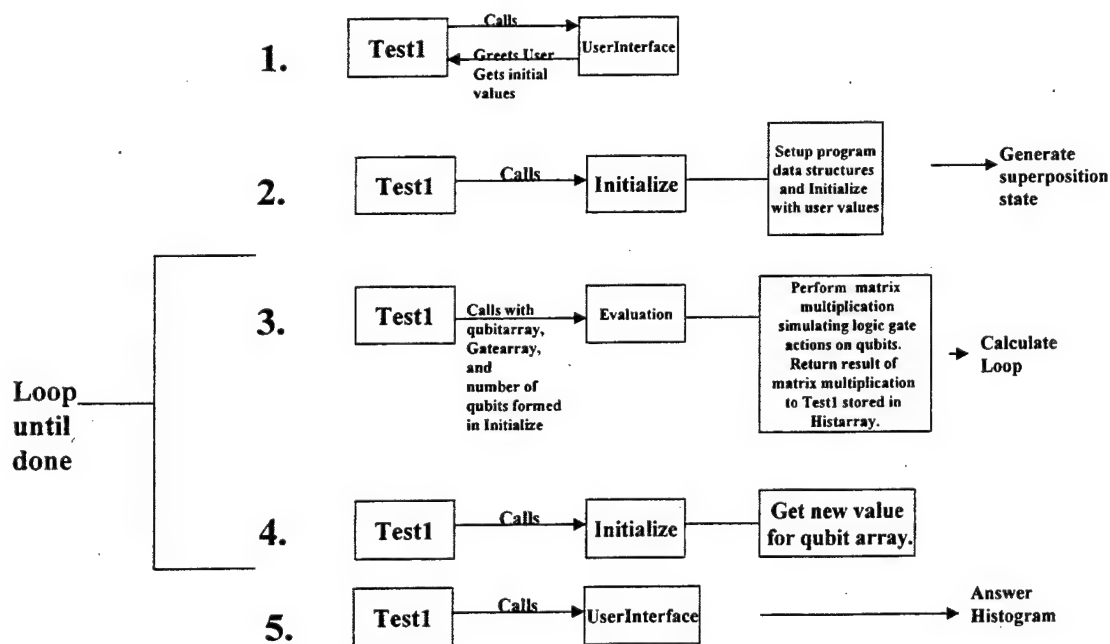 1.
Test1
Calls
UserInterface
Greets User
Gets initial
values
2.
Test1
Calls
Initialize
Setup program
data structures
and Initialize
with user values
Generate
superposition
state
Loop
until
done
3.
Test1
Calls with
qubitarray,
Gatearray,
and
number of
qubits formed
in Initialize
Evaluation
Perform matrix
multiplication
simulating logic gate
actions on qubits.
Return result of
matrix multiplication
to Test1 stored in
Histarray.
Calculate
Loop
4.
Test1
Calls
Initialize
Get new value
for qubit array.
5.
Test1
Calls
UserInterface
Answer
Histogram